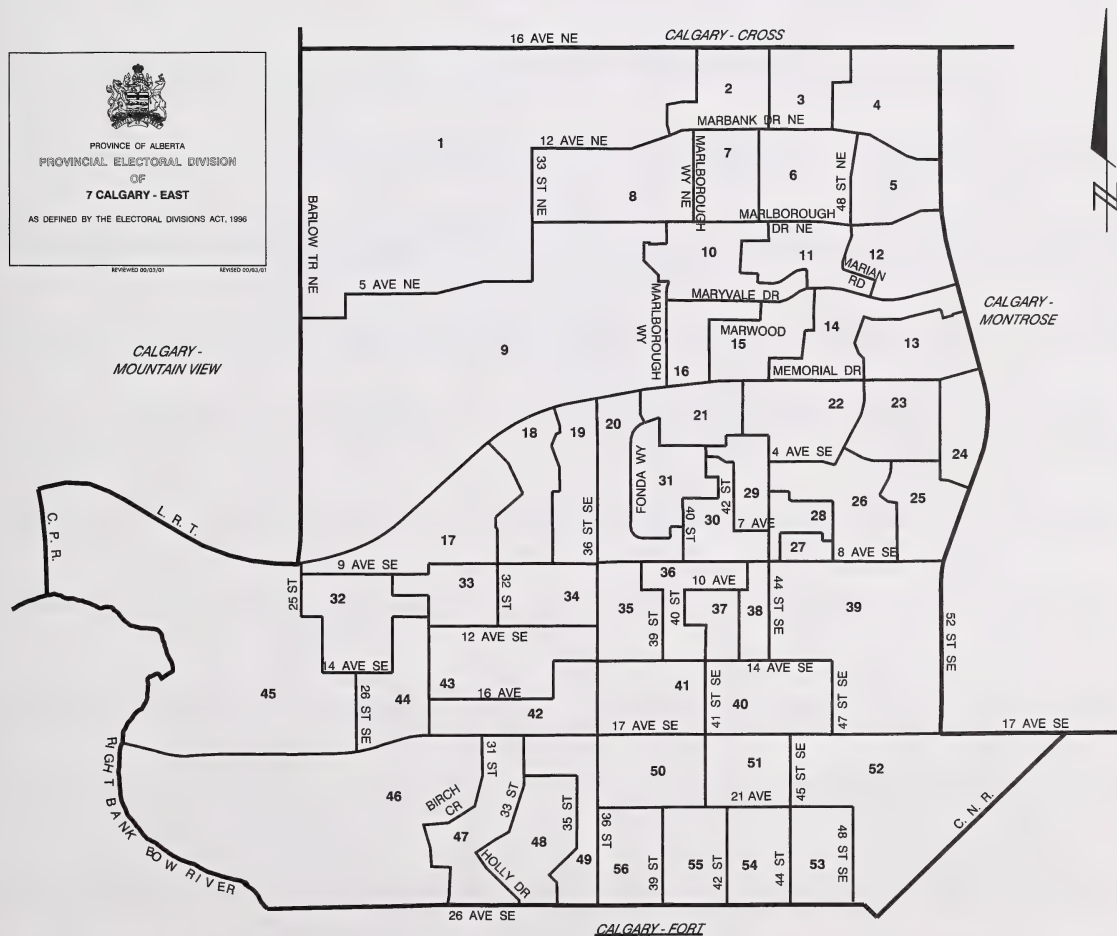 16 AVE NE
CALGARY - CROSS
PROVINCE OF ALBERTA
PROVINCIAL ELECTORAL DIVISION
OF
7 CALGARY - EAST
AS DEFINED BY THE ELECTORAL DIVISIONS ACT, 1996
REVIEWED 00/03/01
REVISED 00/03/01
2
3
4
MARBANK DR NE
1
12 AVE NE
7
6
5
33 ST NE
8
MARLBOROUGH
WY NE
48 ST NE
MARLBOROUGH
DR NE
BARLOW TR NE
10
11
12
MARIAN
RD
5 AVE NE
MARYVALE DR
CALGARY -
MONTROSE
MARLBOROUGH
WY
MARWOOD
14
15
13
9
CALGARY -
MOUNTAIN VIEW
16
MEMORIAL DR
18
19
20
21
22
23
24
4 AVE SE
FONDA WY
31
42 ST
29
26
25
40 ST
30
7 AVE
28
27
8 AVE SE
36 ST SE
L. R. T.
C. P. R.
17
9 AVE SE
25 ST
32
33
32 ST
34
36
10 AVE
35
39 ST
40 ST
37
38
44 ST SE
39
52 ST SE
12 AVE SE
14 AVE SE
14 AVE SE
45
26 ST SE
44
43
16 AVE
42
41
41 ST SE
40
47 ST SE
17 AVE SE
17 AVE SE
RIGHT BANK BOW RIVER
46
BIRCH
CR
31 ST
33 ST
47
HOLLY DR
48
35 ST
49
36 ST
50
51
45 ST SE
52
21 AVE
C. N. R.
56
39 ST
55
42 ST
54
44 ST
53
48 ST SE
26 AVE SE
CALGARY - FORT